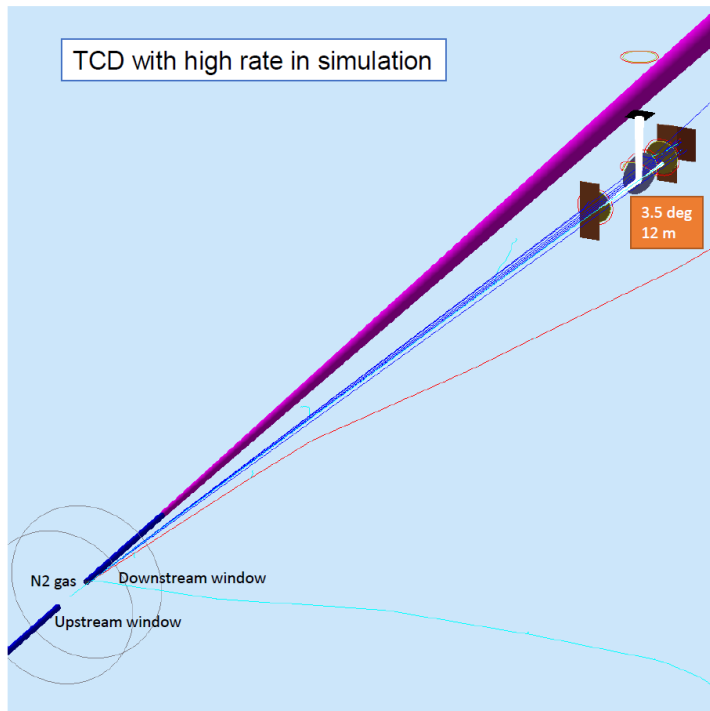 TCD with high rate in simulation
3.5 deg
12 m
N2 gas
Downstream window
Upstream window